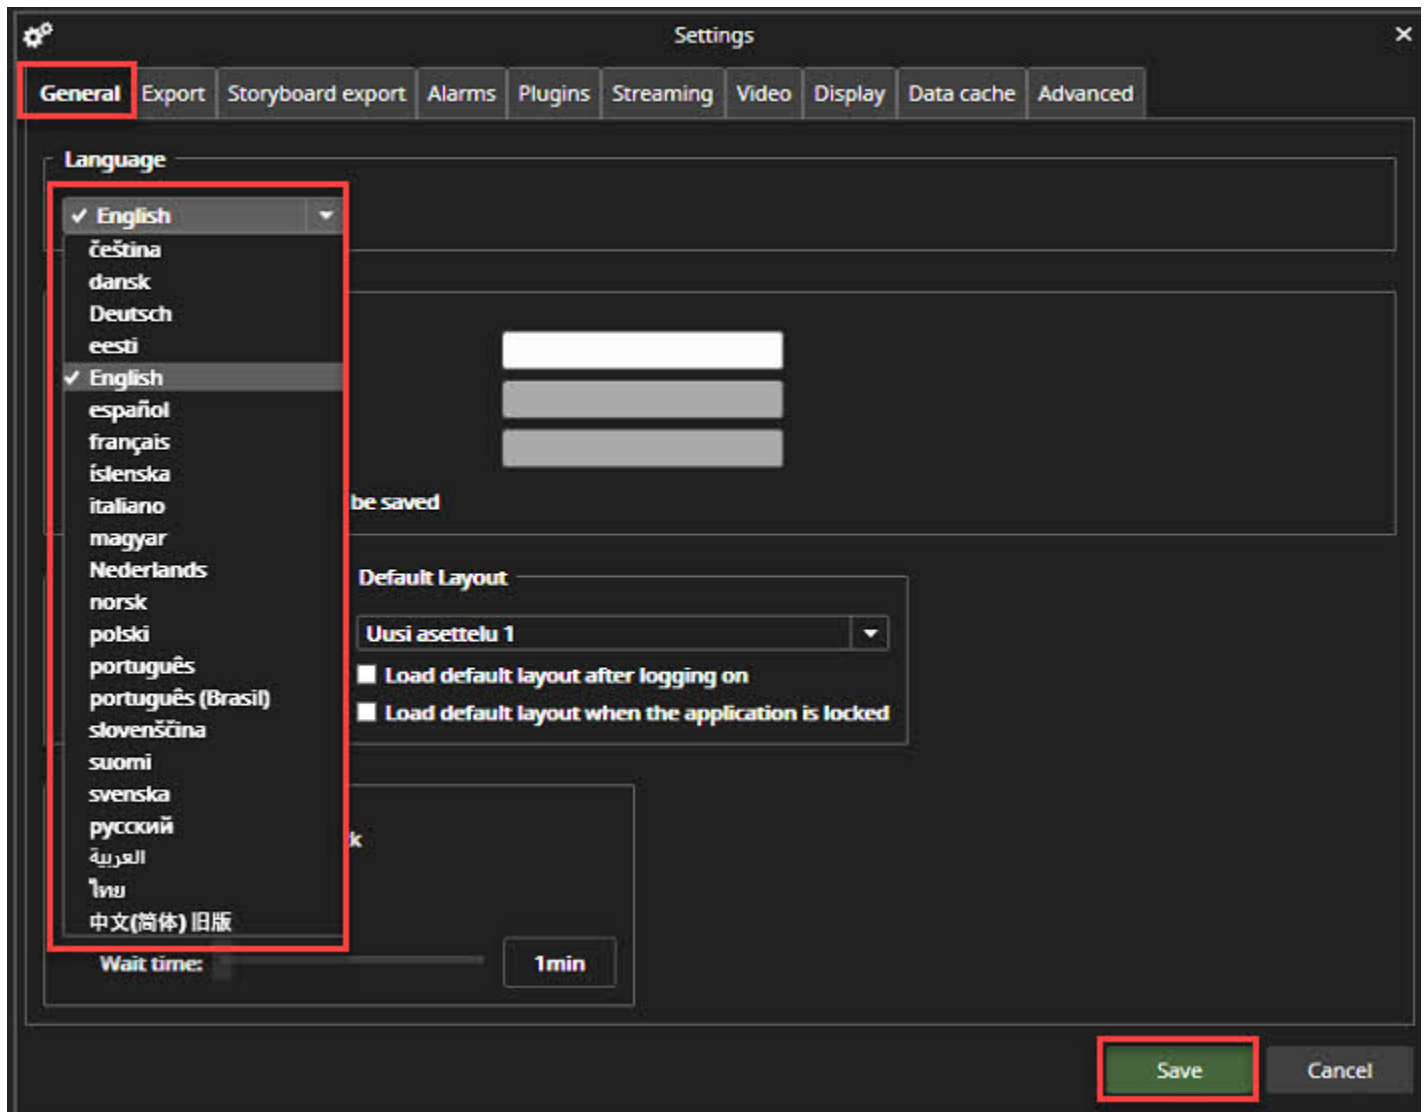 Settings
General Export Storyboard export Alarms Plugins Streaming Video Display Data cache Advanced
Language
English
čeština
dansk
Deutsch
eesti
English
español
français
íslenska
italiano
be saved
magyar
Nederlands
norsk
polski
português
português (Brasil)
slovenščina
suomi
svenska
русский
العربية
ไทย
中文(简体) 旧版
Default Layout
Uusi asettelu 1
Load default layout after logging on
Load default layout when the application is locked
k
Wait time: 1min
Save Cancel